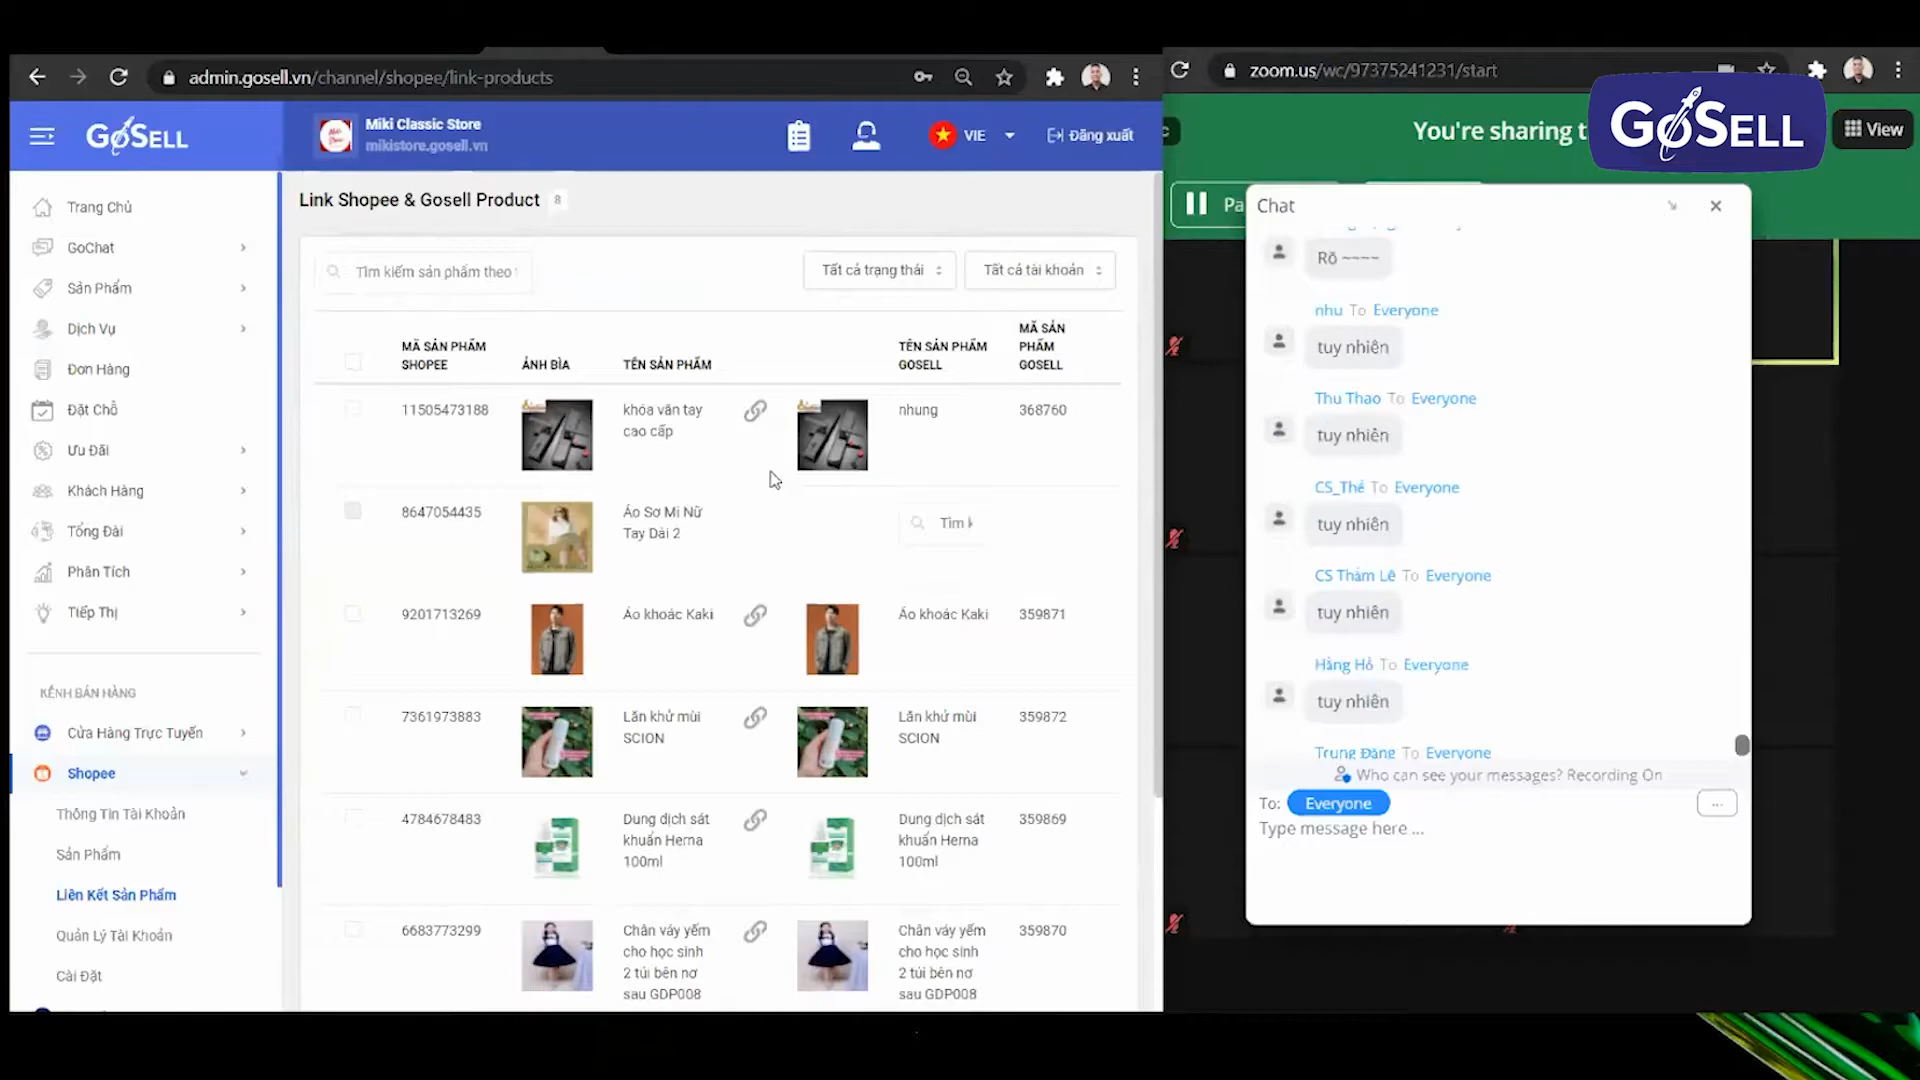 admin.gosell.vn/channel/shopee/link-products
GoSELL
Miki Classic Store
mikistore.gosell.vn
VIE
Đăng xuất
Trang Chủ
GoChat
Sản Phẩm
Dịch Vụ
Đơn Hàng
Đặt Chỗ
Ưu Đãi
Khách Hàng
Tổng Đài
Phân Tích
Tiếp Thị
KÊNH BÁN HÀNG
Cửa Hàng Trực Tuyến
Shopee
Thông Tin Tài Khoản
Sản Phẩm
Liên Kết Sản Phẩm
Quản Lý Tài Khoản
Cài Đặt
Link Shopee & Gosell Product 8
Tìm kiếm sản phẩm theo
Tất cả trạng thái
Tất cả tài khoản
MÃ SẢN PHẨM SHOPEE
ẢNH BÌA
TÊN SẢN PHẨM
TÊN SẢN PHẨM GOSELL
MÃ SẢN PHẨM GOSELL
11505473188
khóa vân tay
cao cấp
nhung
368760
8647054435
Áo Sơ Mi Nữ
Tay Dài 2
Tìm k
9201713269
Áo khoác Kaki
Áo khoác Kaki
359871
7361973883
Lăn khử mùi
SCION
Lăn khử mùi
SCION
359872
4784678483
Dung dịch sát
khuẩn Herna
100ml
Dung dịch sát
khuẩn Herna
100ml
359869
6683773299
Chân váy yếm
cho học sinh
2 túi bên nơ
sau GDP008
Chân váy yếm
cho học sinh
2 túi bên nơ
sau GDP008
359870
zoom.us/wc/97375241231/start
You're sharing t
GoSELL
View
Pa
Chat
Rõ ~~~~
nhu To Everyone
tuy nhiên
Thu Thao To Everyone
tuy nhiên
CS_Thể To Everyone
tuy nhiên
CS Thắm Lê To Everyone
tuy nhiên
Hằng Hồ To Everyone
tuy nhiên
Trung Đặng To Everyone
Who can see your messages? Recording On
To: Everyone
...
Type message here ...